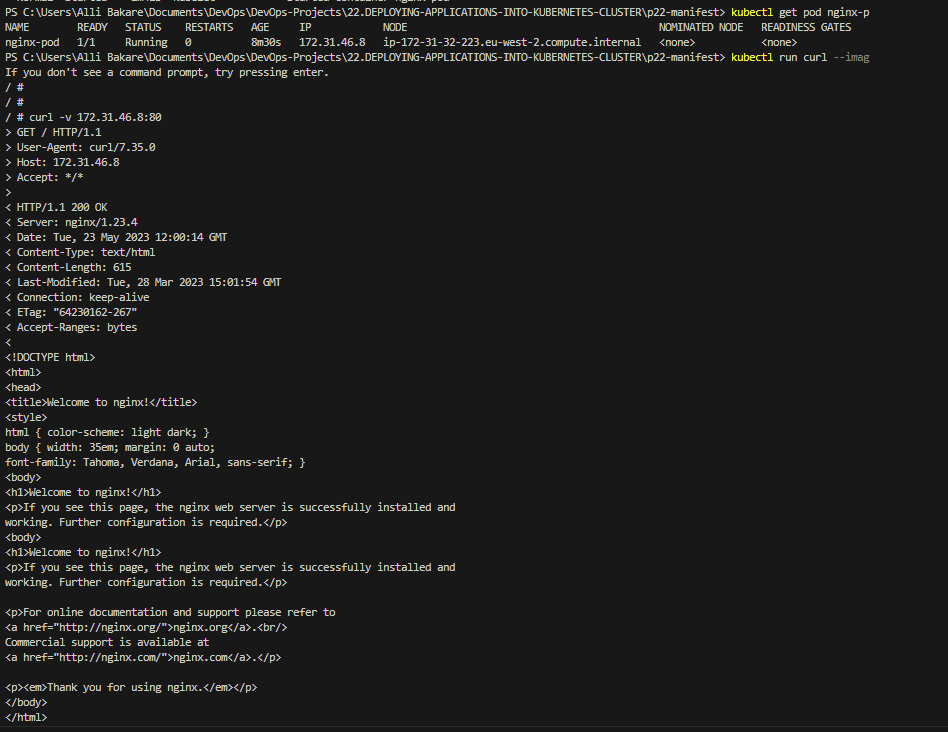 PS C:\Users\Alli Bakare\Documents\DevOps\DevOps-Projects\22.DEPLOYING-APPLICATIONS-INTO-KUBERNETES-CLUSTER\p22-manifest> kubectl get pod nginx-p
NAME READY STATUS RESTARTS AGE IP NODE NOMINATED NODE READINESS GATES
nginx-pod 1/1 Running 0 8m30s 172.31.46.8 ip-172-31-32-223.eu-west-2.compute.internal <none> <none>
PS C:\Users\Alli Bakare\Documents\DevOps\DevOps-Projects\22.DEPLOYING-APPLICATIONS-INTO-KUBERNETES-CLUSTER\p22-manifest> kubectl run curl --imag
If you don't see a command prompt, try pressing enter.
/ #
/ #
/ # curl -v 172.31.46.8:80
> GET / HTTP/1.1
> User-Agent: curl/7.35.0
> Host: 172.31.46.8
> Accept: */*
>
< HTTP/1.1 200 OK
< Server: nginx/1.23.4
< Date: Tue, 23 May 2023 12:00:14 GMT
< Content-Type: text/html
< Content-Length: 615
< Last-Modified: Tue, 28 Mar 2023 15:01:54 GMT
< Connection: keep-alive
< ETag: "64230162-267"
< Accept-Ranges: bytes
<
<!DOCTYPE html>
<html>
<head>
<title>Welcome to nginx!</title>
<style>
html { color-scheme: light dark; }
body { width: 35em; margin: 0 auto;
font-family: Tahoma, Verdana, Arial, sans-serif; }
<body>
<h1>Welcome to nginx!</h1>
<p>If you see this page, the nginx web server is successfully installed and
working. Further configuration is required.</p>
<body>
<h1>Welcome to nginx!</h1>
<p>If you see this page, the nginx web server is successfully installed and
working. Further configuration is required.</p>

<p>For online documentation and support please refer to
<a href="http://nginx.org/">nginx.org</a>.<br/>
Commercial support is available at
<a href="http://nginx.com/">nginx.com</a>.</p>

<p><em>Thank you for using nginx.</em></p>
</body>
</html>